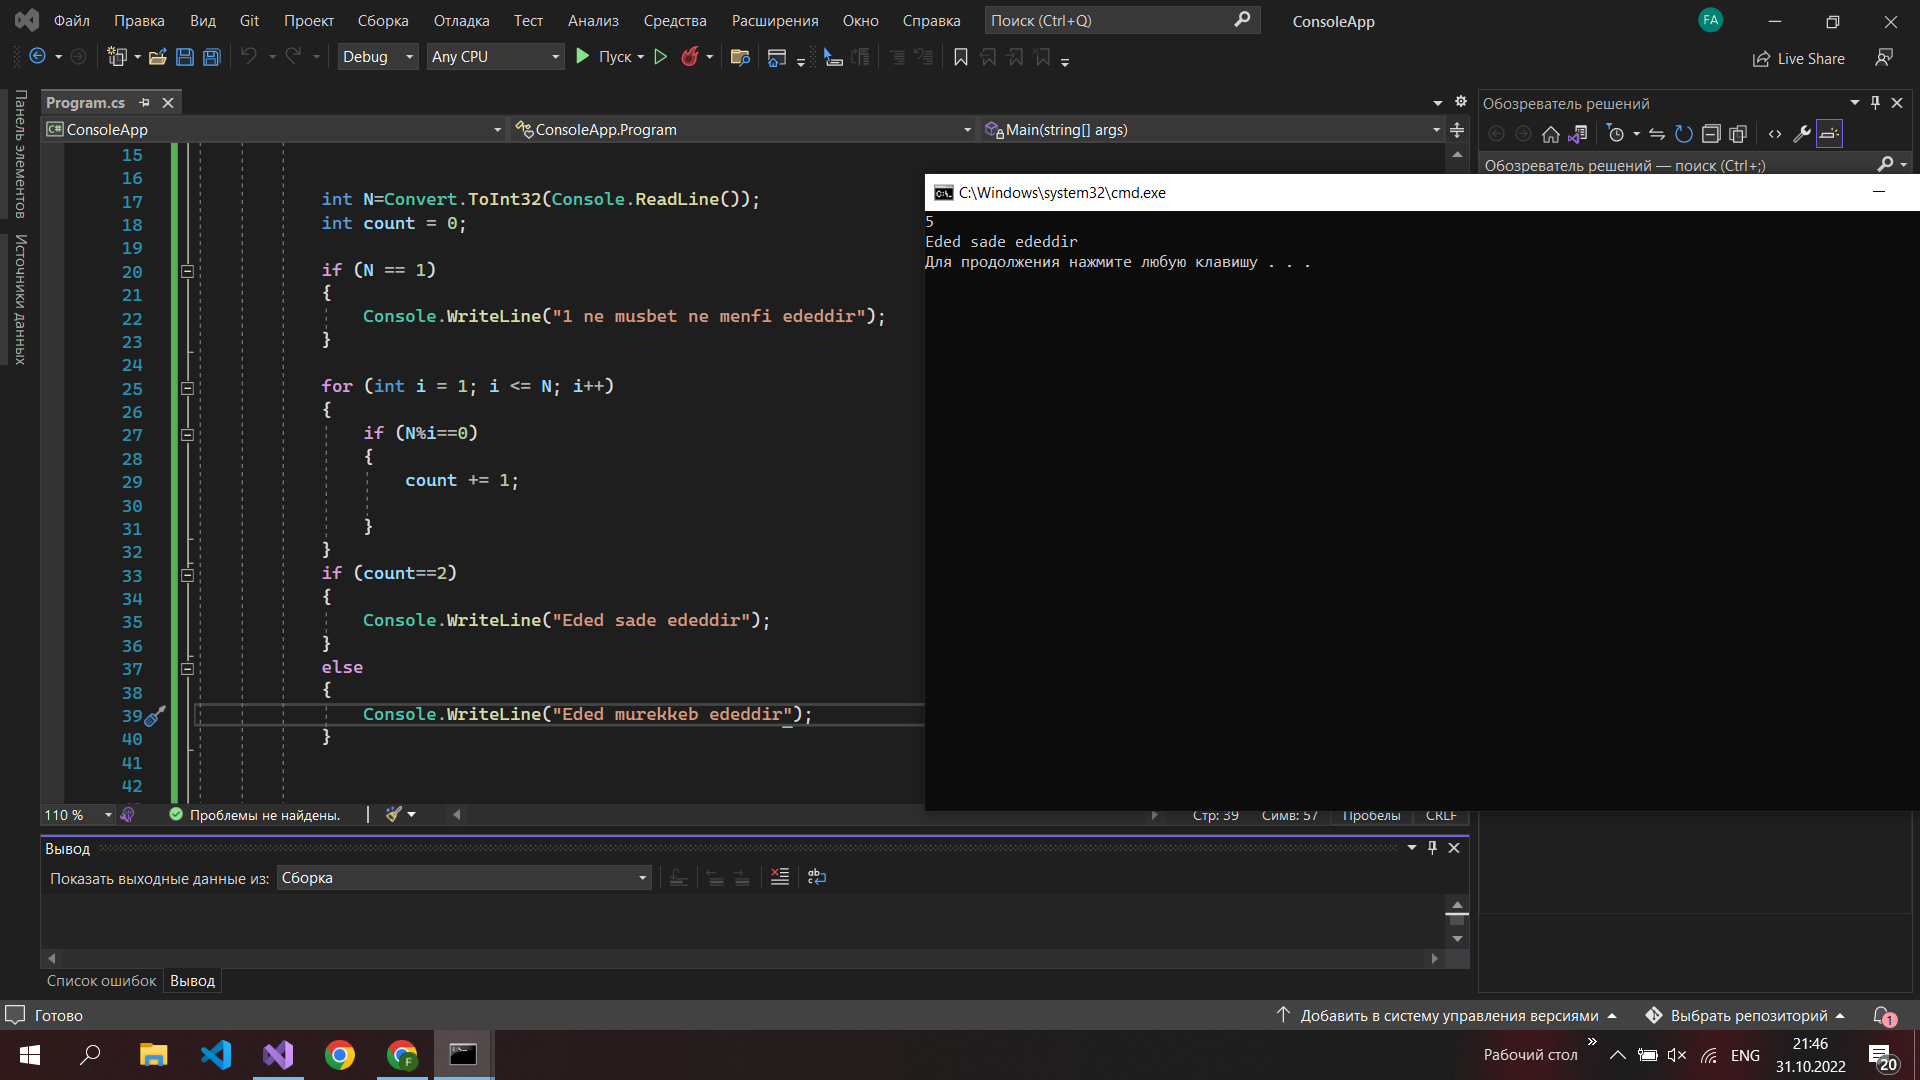 Файл Правка Вид Git Проект Сборка Отладка Тест Анализ Средства Расширения Окно Справка Поиск (Ctrl+Q) ConsoleApp FA
Debug Any CPU Пуск Live Share
Панель элементов
Источники данных
Program.cs
ConsoleApp ConsoleApp.Program Main(string[] args)
15
16
17 int N=Convert.ToInt32(Console.ReadLine());
18 int count = 0;
19
20 if (N == 1)
21 {
22 Console.WriteLine("1 ne musbet ne menfi ededdir");
23 }
24
25 for (int i = 1; i <= N; i++)
26 {
27 if (N%i==0)
28 {
29 count += 1;
30
31 }
32 }
33 if (count==2)
34 {
35 Console.WriteLine("Eded sade ededdir");
36 }
37 else
38 {
39 Console.WriteLine("Eded murekkeb ededdir");
40 }
41
42
110 % Проблемы не найдены. Стр: 39 Симв: 57 Пробелы CRLF
Обозреватель решений
Обозреватель решений — поиск (Ctrl+;)
C:\Windows\system32\cmd.exe
5
Eded sade ededdir
Для продолжения нажмите любую клавишу . . .
Вывод
Показать выходные данные из: Сборка
Список ошибок Вывод
Готово Добавить в систему управления версиями Выбрать репозиторий 1
Рабочий стол » ENG 21:46
31.10.2022 20